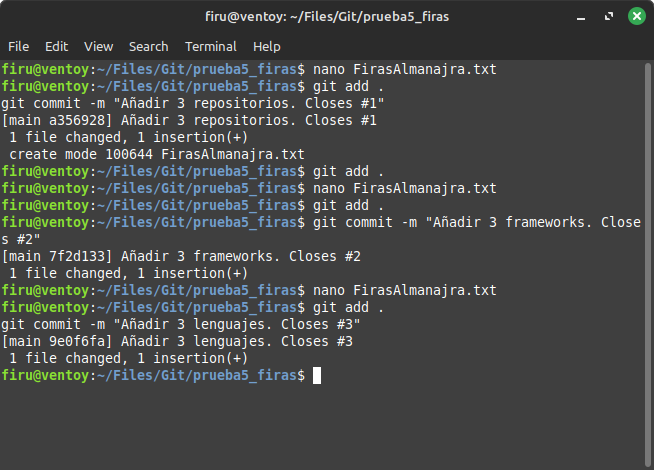 firu@ventoy: ~/Files/Git/prueba5_firas
File Edit View Search Terminal Help
firu@ventoy:~/Files/Git/prueba5_firas$ nano FirasAlmanajra.txt
firu@ventoy:~/Files/Git/prueba5_firas$ git add .
git commit -m "Añadir 3 repositorios. Closes #1"
[main a356928] Añadir 3 repositorios. Closes #1
 1 file changed, 1 insertion(+)
 create mode 100644 FirasAlmanajra.txt
firu@ventoy:~/Files/Git/prueba5_firas$ git add .
firu@ventoy:~/Files/Git/prueba5_firas$ nano FirasAlmanajra.txt
firu@ventoy:~/Files/Git/prueba5_firas$ git add .
firu@ventoy:~/Files/Git/prueba5_firas$ git commit -m "Añadir 3 frameworks. Close
s #2"
[main 7f2d133] Añadir 3 frameworks. Closes #2
 1 file changed, 1 insertion(+)
firu@ventoy:~/Files/Git/prueba5_firas$ nano FirasAlmanajra.txt
firu@ventoy:~/Files/Git/prueba5_firas$ git add .
git commit -m "Añadir 3 lenguajes. Closes #3"
[main 9e0f6fa] Añadir 3 lenguajes. Closes #3
 1 file changed, 1 insertion(+)
firu@ventoy:~/Files/Git/prueba5_firas$